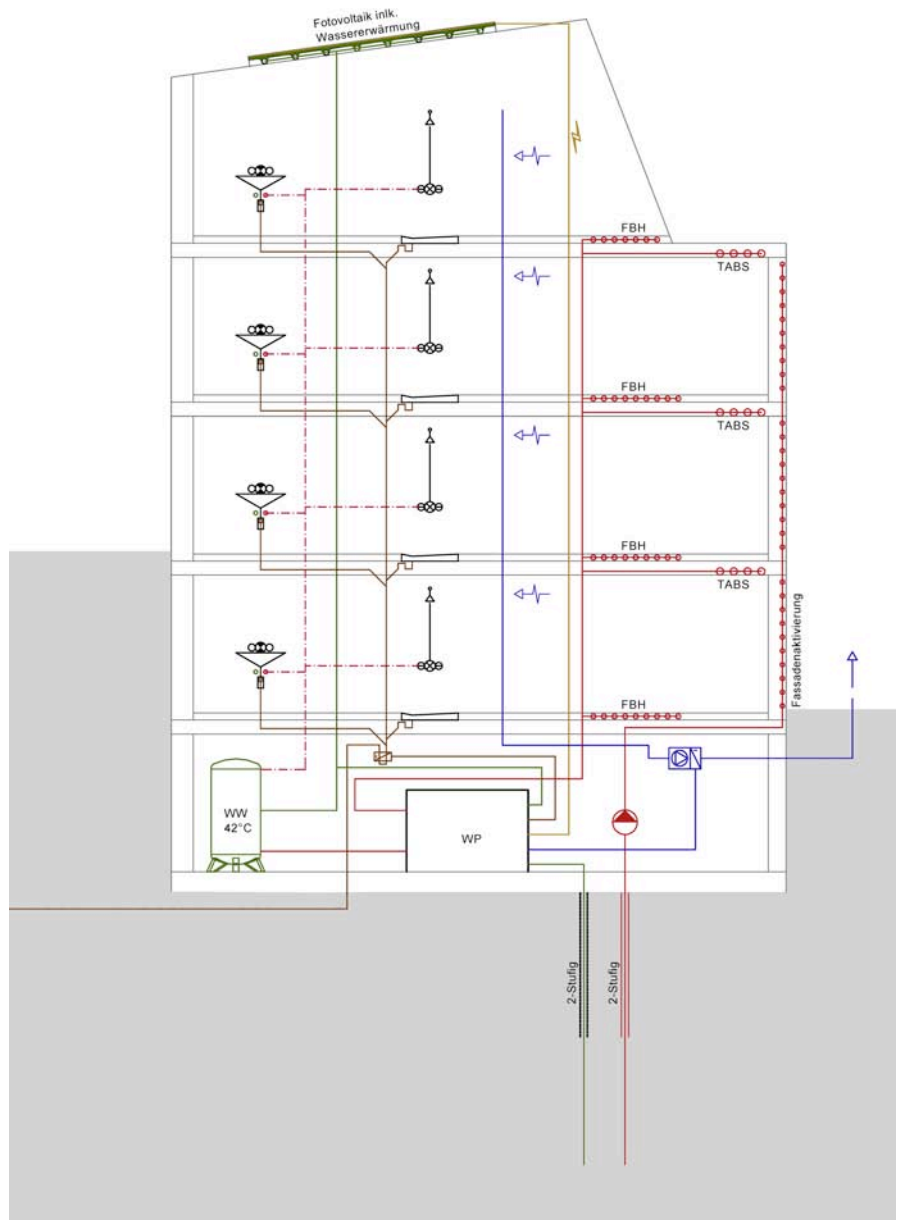 Fotovoltaik inlk.
Wassererwärmung
FBH
TABS
FBH
TABS
FBH
TABS
Fassadenaktivierung
FBH
WW
42°C
WP
2-Stufig
2-Stufig